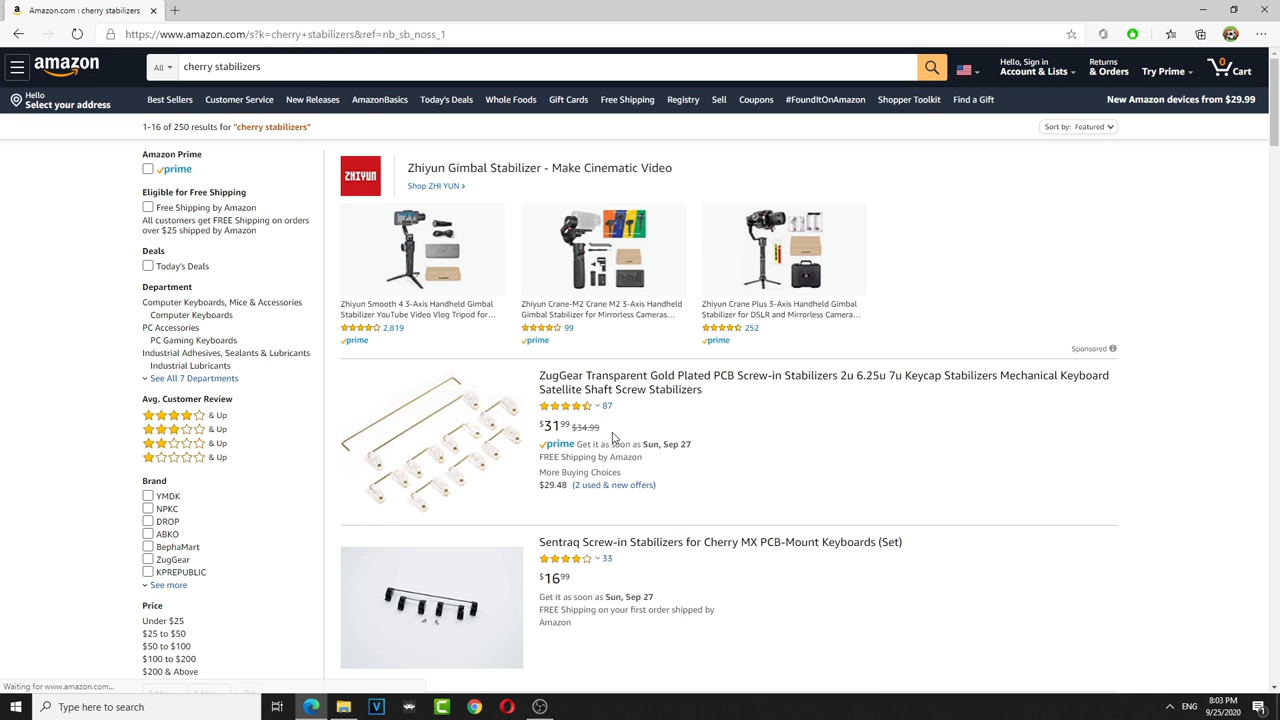 Amazon.com : cherry stabilizers
https://www.amazon.com/s?k=cherry+stabilizers&ref=nb_sb_noss_1
amazon
All
cherry stabilizers
Hello, Sign in
Account & Lists
Returns
& Orders
Try Prime
0
Cart
Hello
Select your address
Best Sellers
Customer Service
New Releases
AmazonBasics
Today's Deals
Whole Foods
Gift Cards
Free Shipping
Registry
Sell
Coupons
#FoundItOnAmazon
Shopper Toolkit
Find a Gift
New Amazon devices from $29.99
1-16 of 250 results for "cherry stabilizers"
Sort by: Featured
Amazon Prime
prime
Eligible for Free Shipping
Free Shipping by Amazon
All customers get FREE Shipping on orders
over $25 shipped by Amazon
Deals
Today's Deals
Department
Computer Keyboards, Mice & Accessories
Computer Keyboards
PC Accessories
PC Gaming Keyboards
Industrial Adhesives, Sealants & Lubricants
Industrial Lubricants
See All 7 Departments
Avg. Customer Review
& Up
& Up
& Up
& Up
Brand
YMDK
NPKC
DROP
ABKO
BephaMart
ZugGear
KPREPUBLIC
See more
Price
Under $25
$25 to $50
$50 to $100
$100 to $200
$200 & Above
ZHIYUN
Zhiyun Gimbal Stabilizer - Make Cinematic Video
Shop ZHI YUN
Zhiyun Smooth 4 3-Axis Handheld Gimbal
Stabilizer YouTube Video Vlog Tripod for...
2,819
prime
Zhiyun Crane-M2 Crane M2 3-Axis Handheld
Gimbal Stabilizer for Mirrorless Cameras...
99
prime
Zhiyun Crane Plus 3-Axis Handheld Gimbal
Stabilizer for DSLR and Mirrorless Camera...
252
prime
Sponsored
ZugGear Transparent Gold Plated PCB Screw-in Stabilizers 2u 6.25u 7u Keycap Stabilizers Mechanical Keyboard
Satellite Shaft Screw Stabilizers
87
$31.99 $34.99
prime Get it as soon as Sun, Sep 27
FREE Shipping by Amazon
More Buying Choices
$29.48 (2 used & new offers)
Sentraq Screw-in Stabilizers for Cherry MX PCB-Mount Keyboards (Set)
33
$16.99
Get it as soon as Sun, Sep 27
FREE Shipping on your first order shipped by
Amazon
Waiting for www.amazon.com...
Type here to search
ENG
8:03 PM
9/25/2020